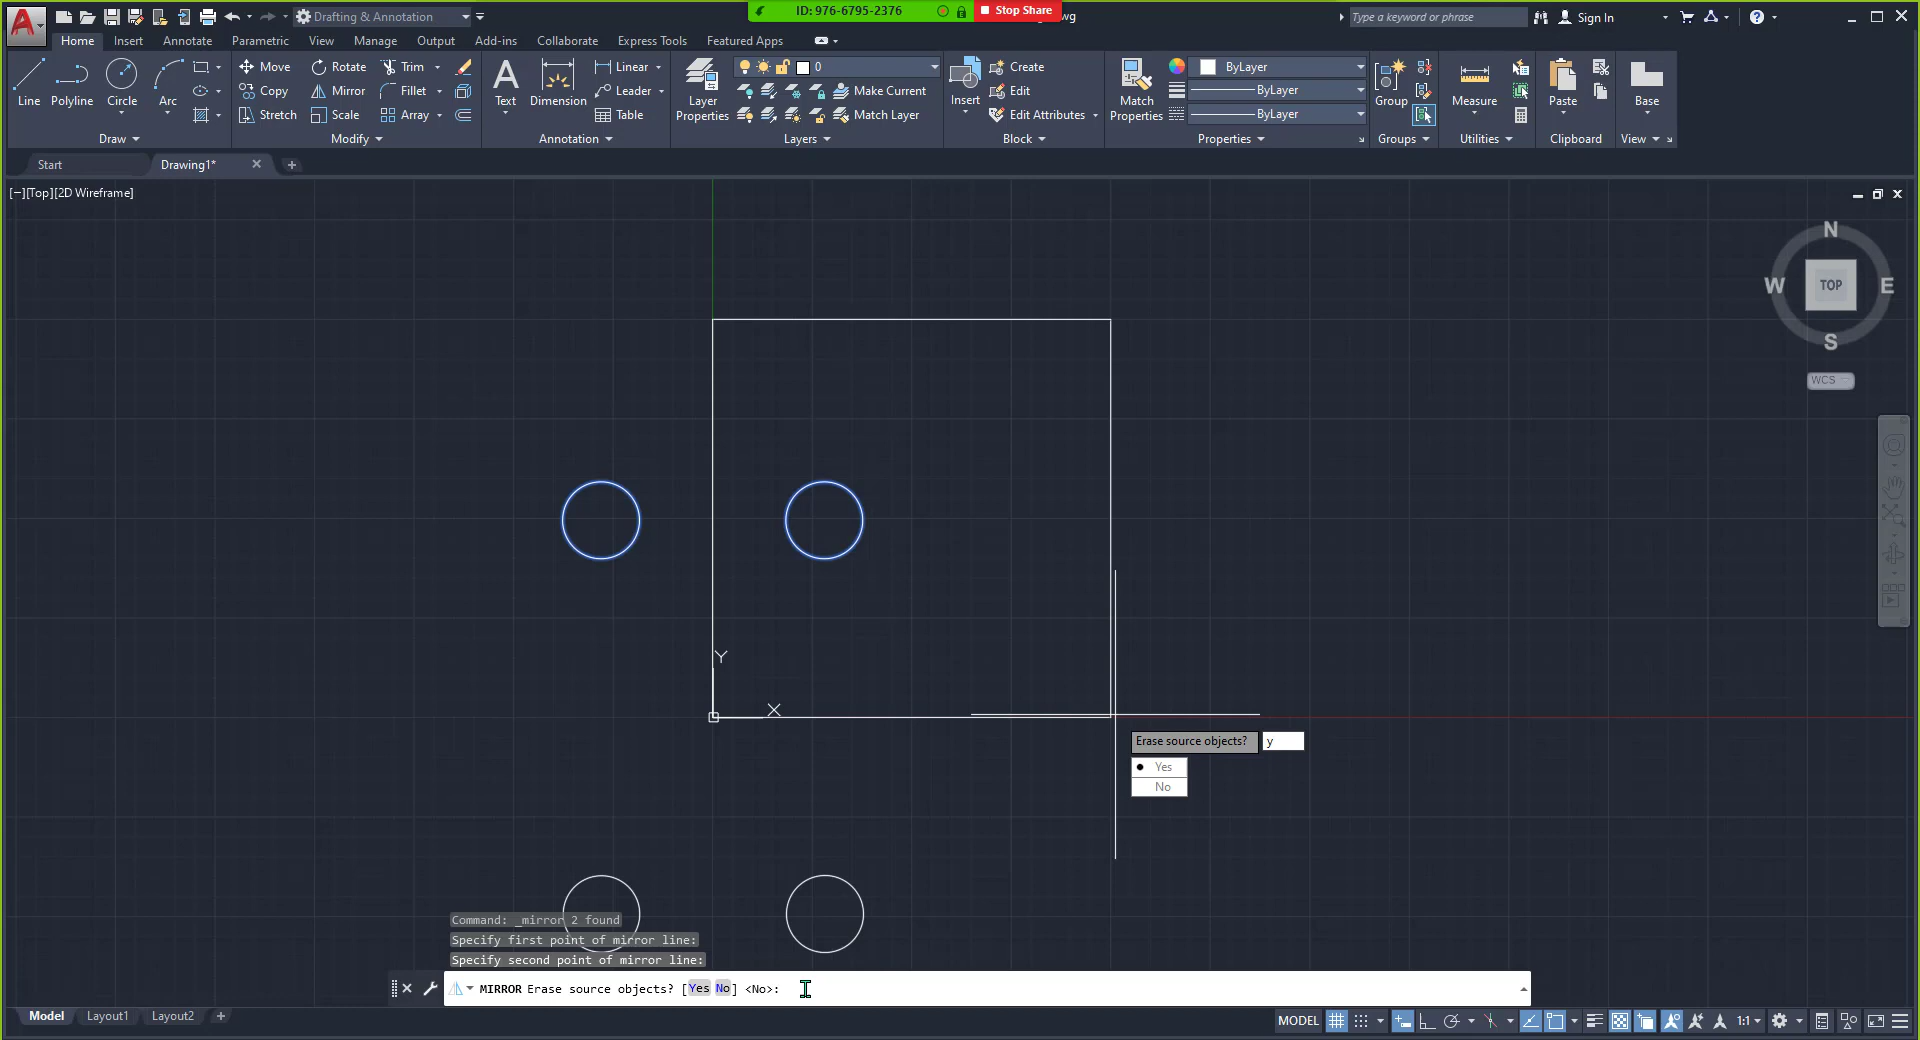 Drafting & Annotation
ID: 976-6795-2376
Stop Share
wg
Type a keyword or phrase
Sign In
Home Insert Annotate Parametric View Manage Output Add-ins Collaborate Express Tools Featured Apps
Line
Polyline
Circle
Arc
Draw
Move Rotate Trim
Copy Mirror Fillet
Stretch Scale Array
Modify
Text
Dimension
Linear
Leader
Table
Annotation
Layer
Properties
0
Make Current
Match Layer
Layers
Insert
Create
Edit
Edit Attributes
Block
Match
Properties
ByLayer
ByLayer
ByLayer
Properties
Group
Groups
Measure
Utilities
Paste
Clipboard
Base
View
Start Drawing1*
[−][Top][2D Wireframe]
N
W TOP E
S
WCS
Y
X
Erase source objects? y
Yes
No
Command: _mirror 2 found
Specify first point of mirror line:
Specify second point of mirror line:
MIRROR Erase source objects? [Yes No] <No>:
Model Layout1 Layout2
MODEL 1:1